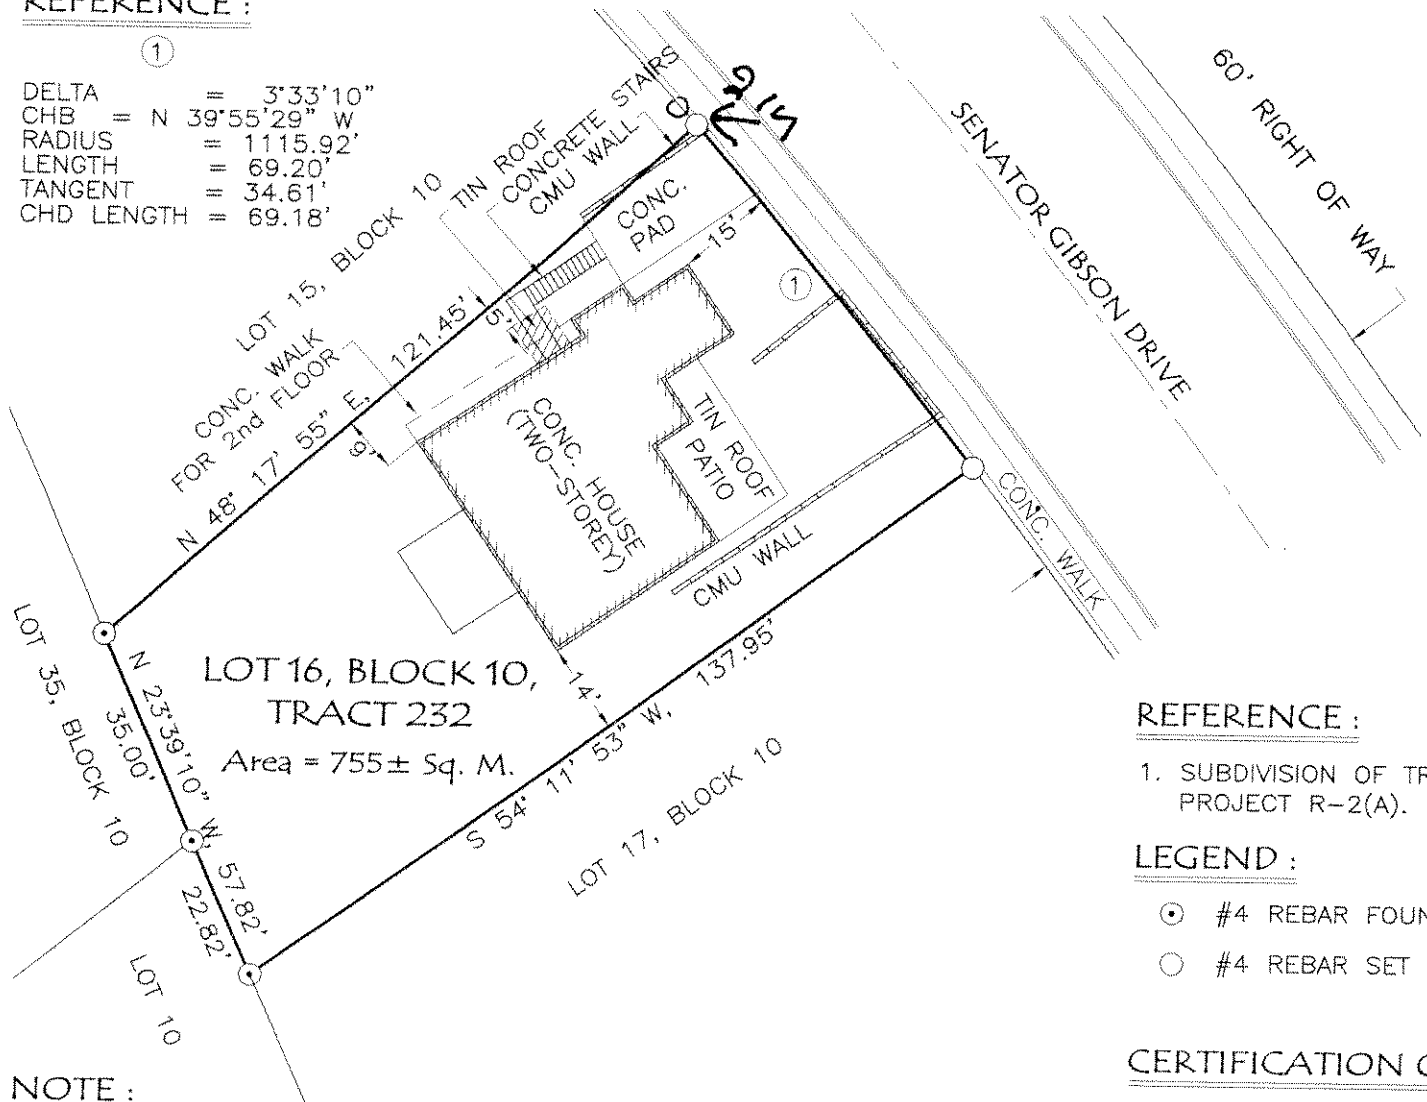 REFERENCE :
1
DELTA = 3°33'10"
CHB = N 39°55'29" W
RADIUS = 1115.92'
LENGTH = 69.20'
TANGENT = 34.61'
CHD LENGTH = 69.18'
LOT 15, BLOCK 10
TIN ROOF
CONCRETE STAIRS
CMU WALL
CONC.
PAD
15'
1
SENATOR GIBSON DRIVE
60' RIGHT OF WAY
CONC. WALK
FOR 2nd FLOOR
N 48° 17' 55" E, 121.45'
5'
9'
CONC. HOUSE
(TWO-STOREY)
TIN ROOF
PATIO
CMU WALL
CONC. WALK
LOT 35, BLOCK 10
N 23°39'10" W, 57.82'
35.00'
22.82'
LOT 16, BLOCK 10,
TRACT 232
Area = 755± Sq. M.
14'
S 54° 11' 53" W, 137.95'
LOT 17, BLOCK 10
LOT 10
REFERENCE :
1. SUBDIVISION OF TR
PROJECT R-2(A).
LEGEND :
#4 REBAR FOUN
#4 REBAR SET
CERTIFICATION
NOTE :